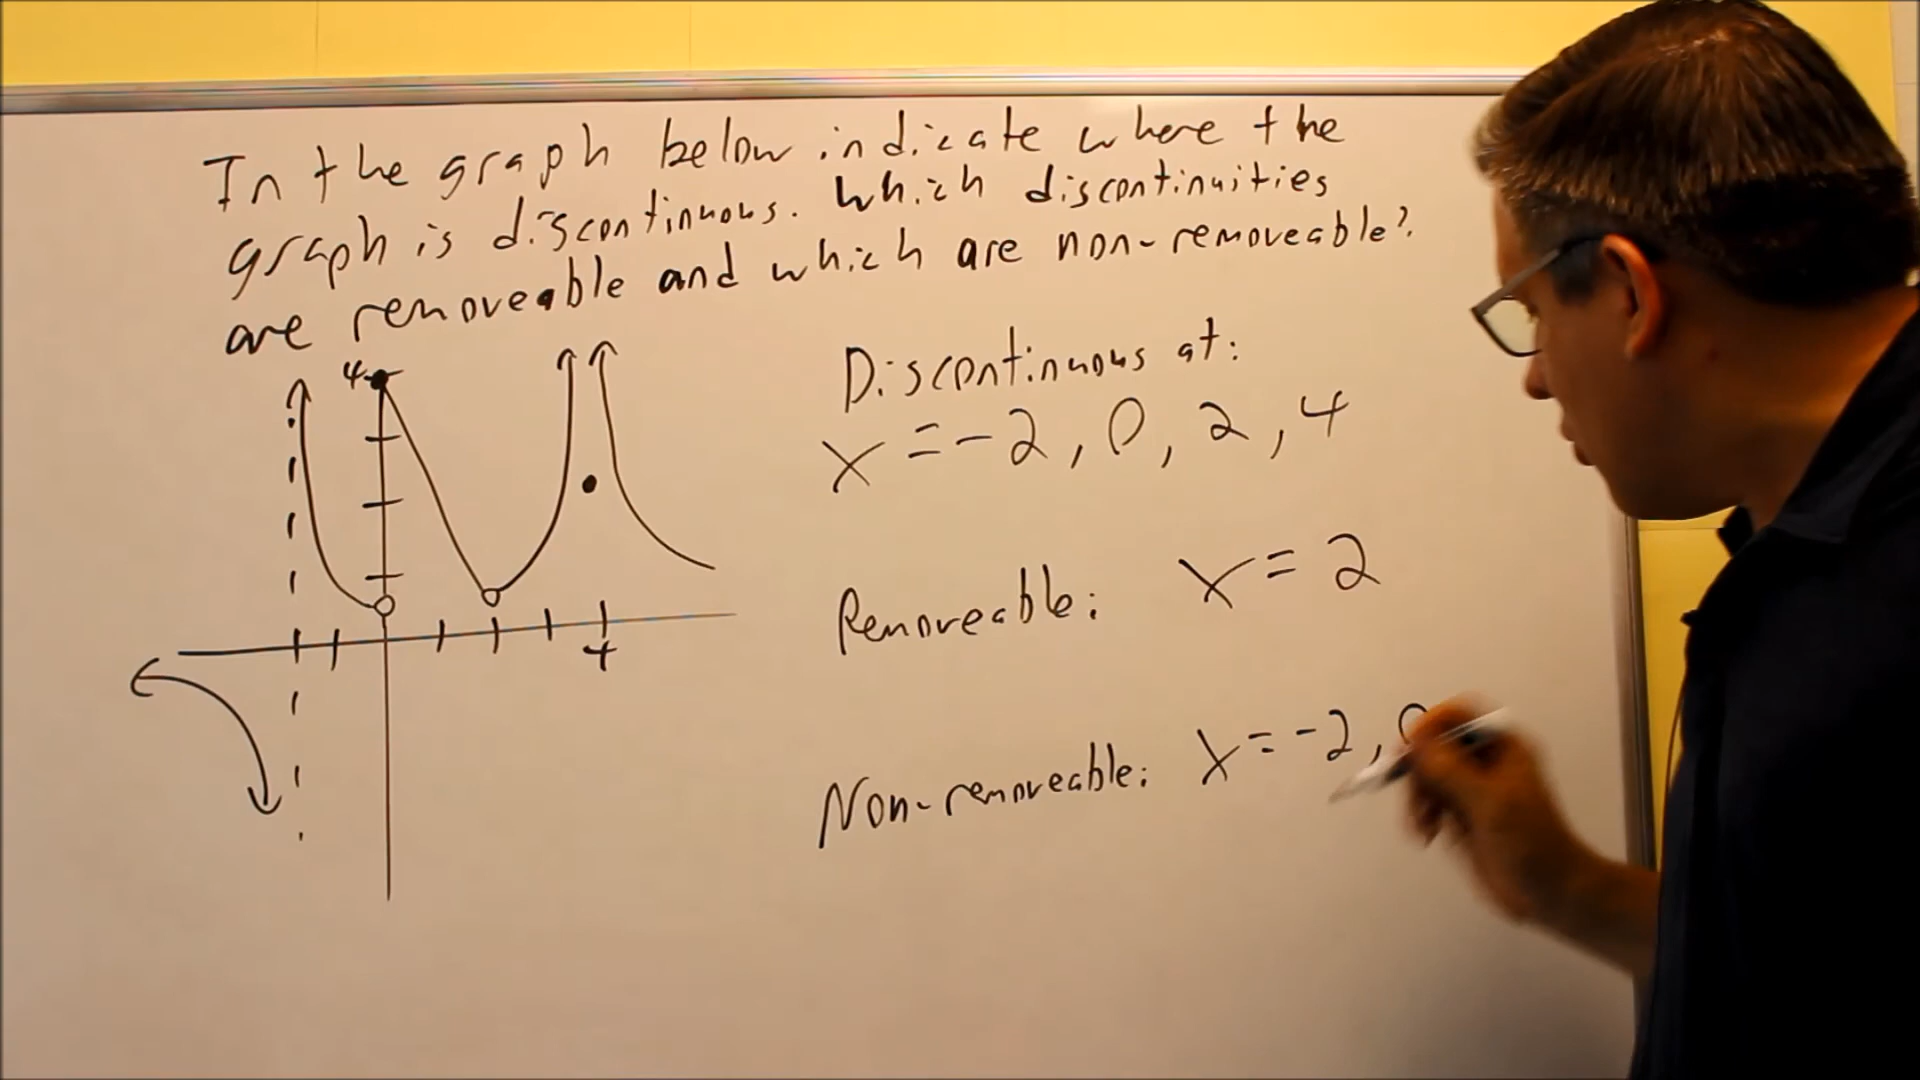 In the graph below indicate where the
graph is discontinuous. Which discontinuities
are removeable and which are non-removeable?
4
4
Discontinuous at:
x = -2, 0, 2, 4
Removeable: x = 2
Non-removeable: x = -2, 0